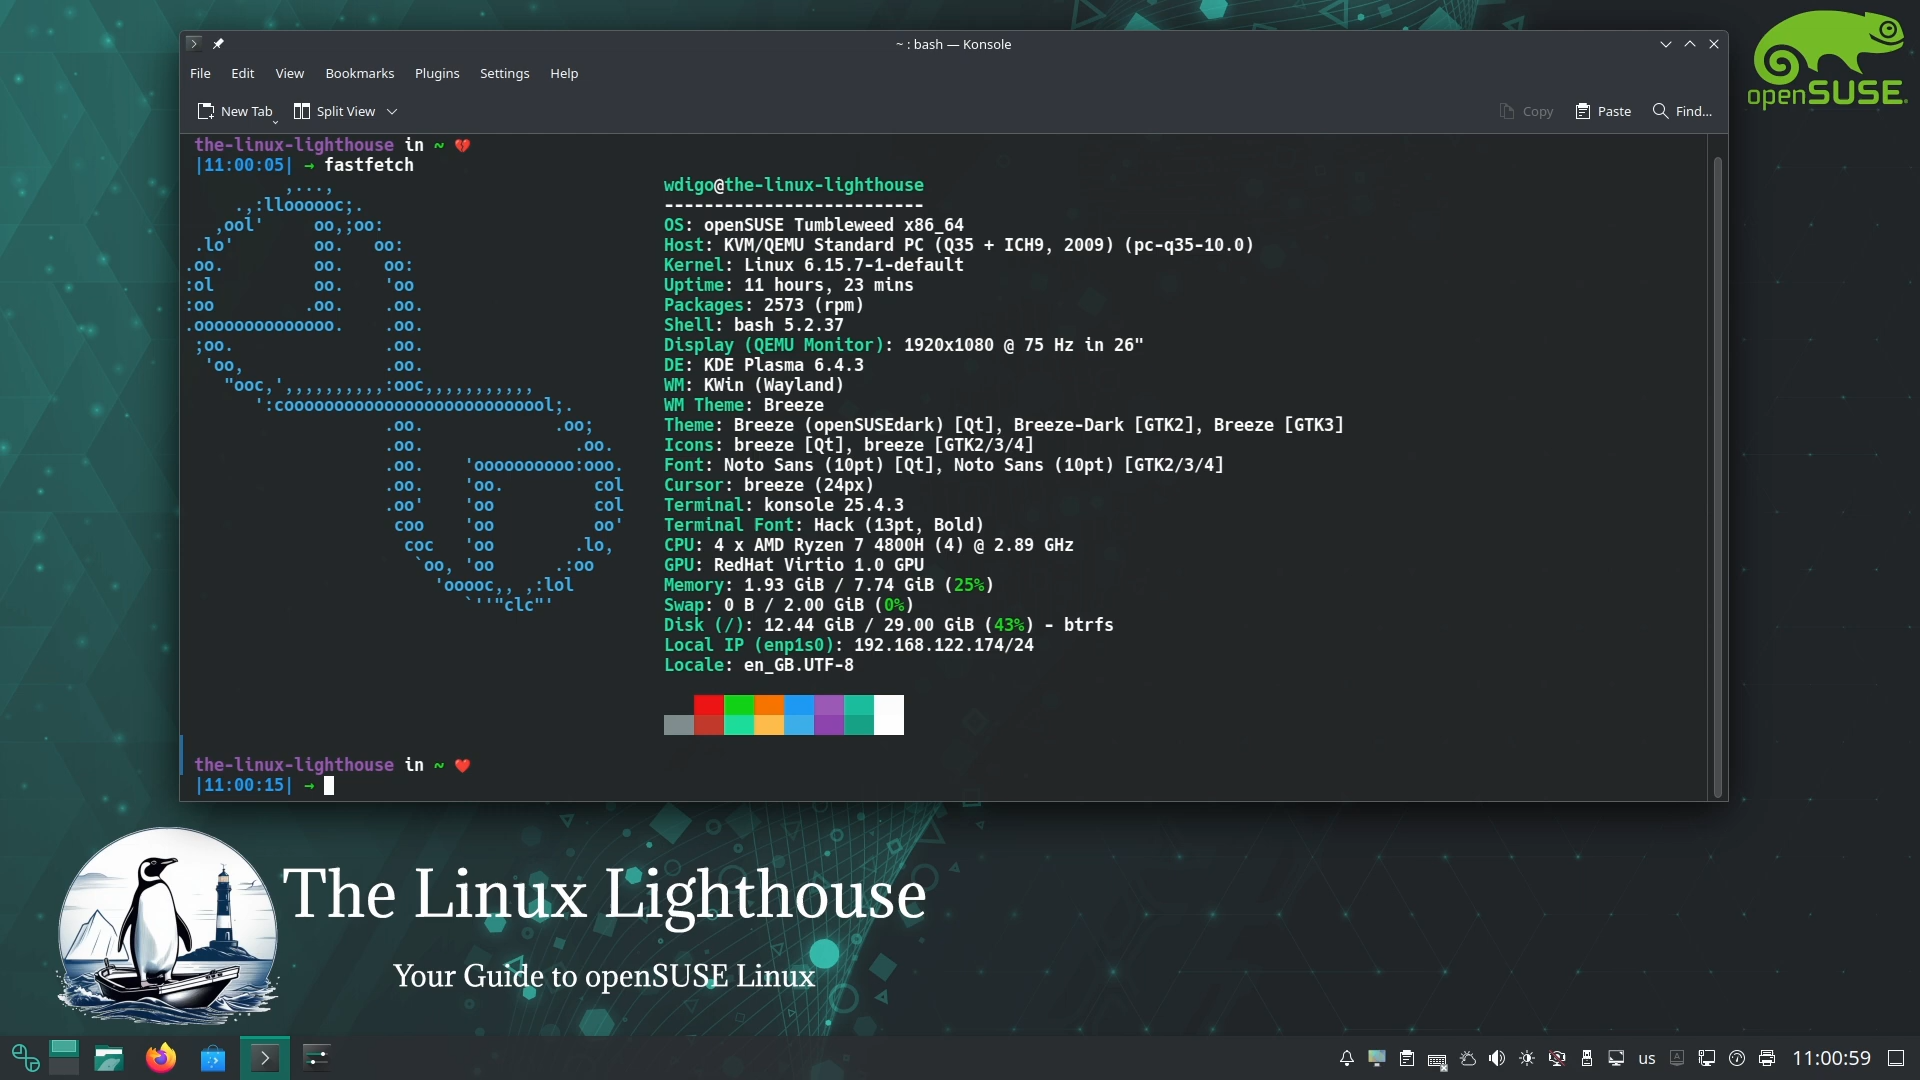 ~ : bash — Konsole
File Edit View Bookmarks Plugins Settings Help
New Tab Split View Copy Paste Find...
openSUSE
the-linux-lighthouse in ~ 💔
|11:00:05| → fastfetch
wdigo@the-linux-lighthouse
--------------------------
OS: openSUSE Tumbleweed x86_64
Host: KVM/QEMU Standard PC (Q35 + ICH9, 2009) (pc-q35-10.0)
Kernel: Linux 6.15.7-1-default
Uptime: 11 hours, 23 mins
Packages: 2573 (rpm)
Shell: bash 5.2.37
Display (QEMU Monitor): 1920x1080 @ 75 Hz in 26"
DE: KDE Plasma 6.4.3
WM: KWin (Wayland)
WM Theme: Breeze
Theme: Breeze (openSUSEdark) [Qt], Breeze-Dark [GTK2], Breeze [GTK3]
Icons: breeze [Qt], breeze [GTK2/3/4]
Font: Noto Sans (10pt) [Qt], Noto Sans (10pt) [GTK2/3/4]
Cursor: breeze (24px)
Terminal: konsole 25.4.3
Terminal Font: Hack (13pt, Bold)
CPU: 4 x AMD Ryzen 7 4800H (4) @ 2.89 GHz
GPU: RedHat Virtio 1.0 GPU
Memory: 1.93 GiB / 7.74 GiB (25%)
Swap: 0 B / 2.00 GiB (0%)
Disk (/): 12.44 GiB / 29.00 GiB (43%) - btrfs
Local IP (enp1s0): 192.168.122.174/24
Locale: en_GB.UTF-8
the-linux-lighthouse in ~ ❤️
|11:00:15| →
The Linux Lighthouse
Your Guide to openSUSE Linux
us 11:00:59